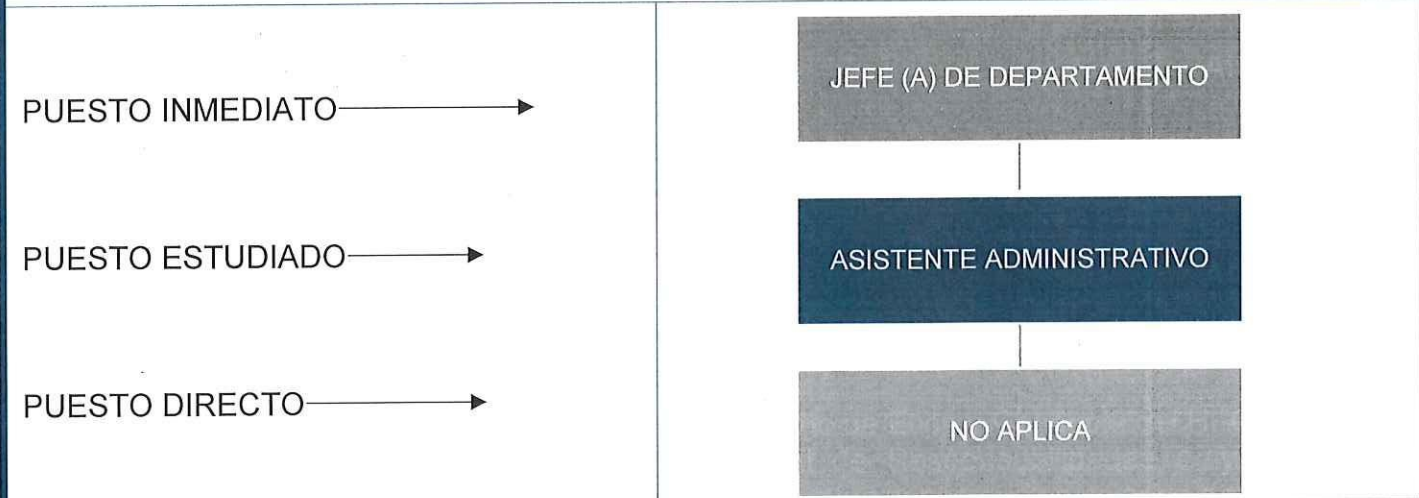 JEFE (A) DE DEPARTAMENTO
PUESTO INMEDIATO
PUESTO ESTUDIADO
ASISTENTE ADMINISTRATIVO
PUESTO DIRECTO
NO APLICA